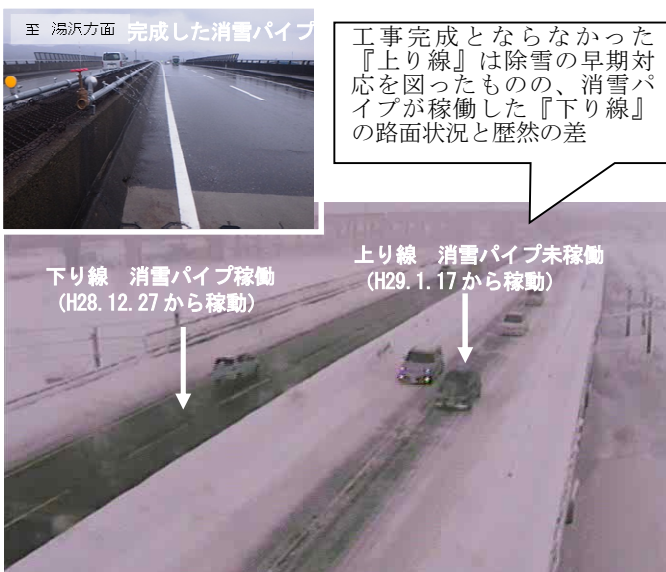 至 湯沢方面
完成した消雪パイプ
工事完成とならなかった
『上り線』は除雪の早期対
応を図ったものの、消雪パ
イプが稼働した『下り線』
の路面状況と歴然の差
下り線 消雪パイプ稼働
(H28.12.27から稼動)
上り線 消雪パイプ未稼働
(H29.1.17から稼動)